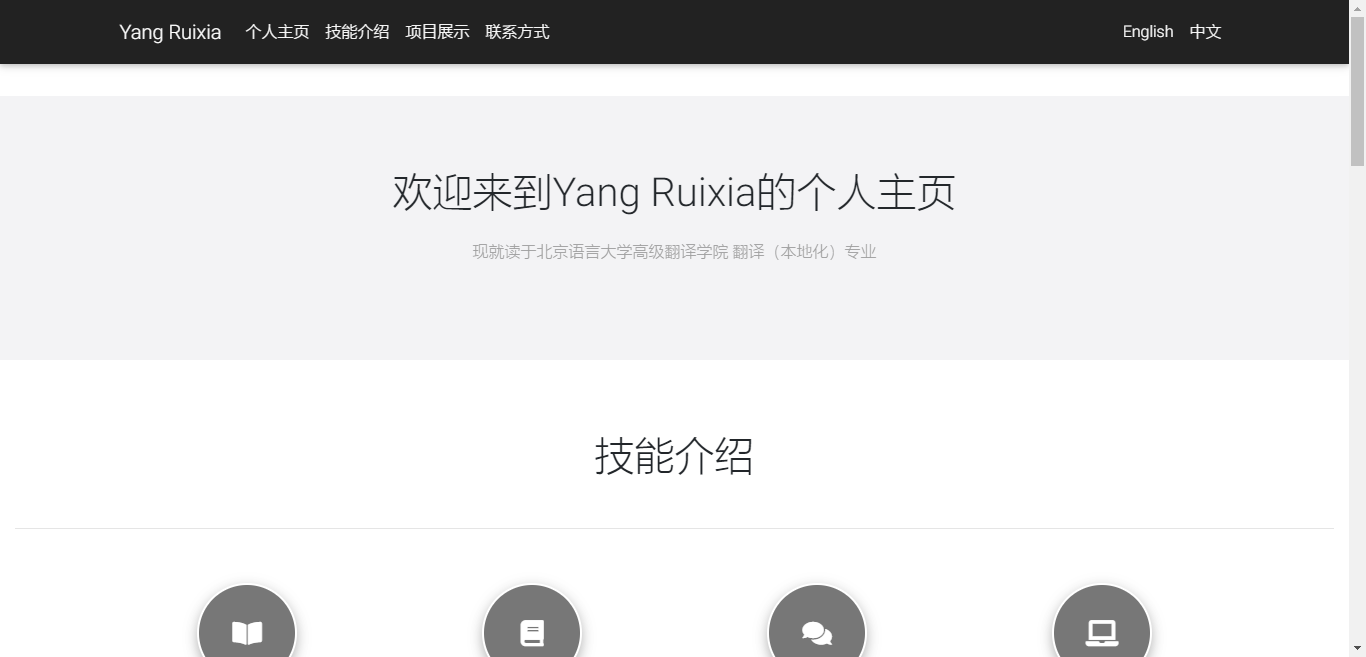 Yang Ruixia 个人主页 技能介绍 项目展示 联系方式 English 中文
欢迎来到Yang Ruixia的个人主页
现就读于北京语言大学高级翻译学院 翻译（本地化）专业
技能介绍